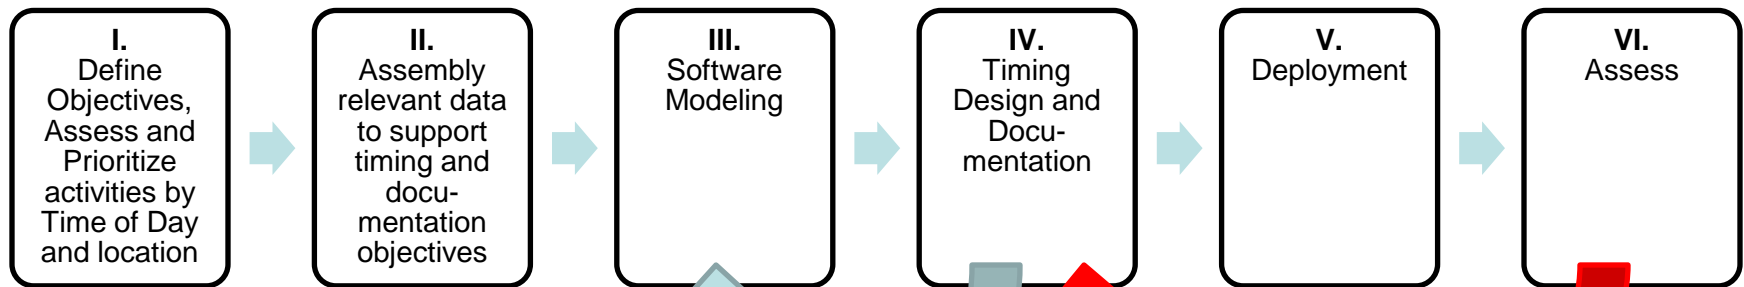 I.
Define
Objectives,
Assess and
Prioritize
activities by
Time of Day
and location
II.
Assembly
relevant data
to support
timing and
docu-
mentation
objectives
III.
Software
Modeling
IV.
Timing
Design and
Docu-
mentation
V.
Deployment
VI.
Assess